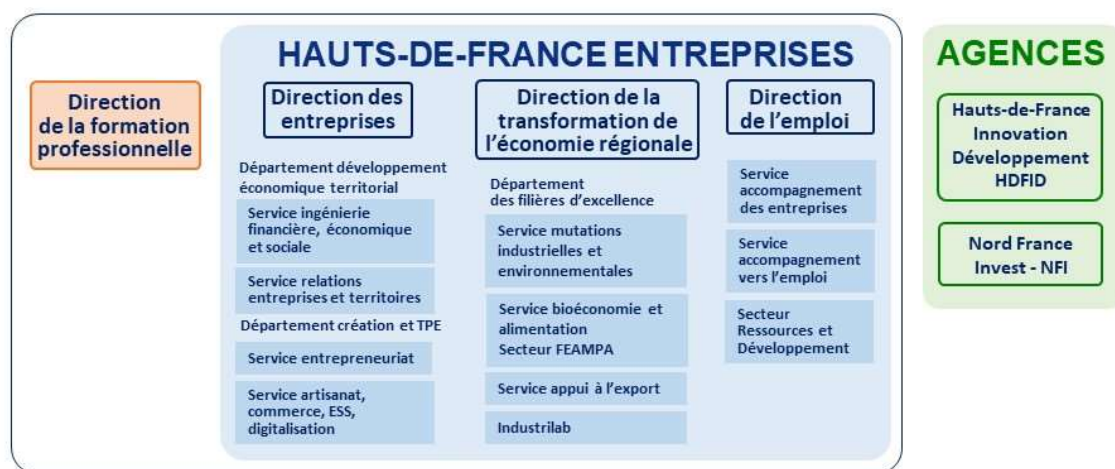 HAUTS-DE-FRANCE ENTREPRISES
Direction
de la formation
professionnelle
Direction des
entreprises
Département développement
économique territorial
Service ingénierie
financière, économique
et sociale
Service relations
entreprises et territoires
Département création et TPE
Service entrepreneuriat
Service artisanat,
commerce, ESS,
digitalisation
Direction de la
transformation de
l’économie régionale
Département
des filières d’excellence
Service mutations
industrielles et
environnementales
Service bioéconomie et
alimentation
Secteur FEAMPA
Service appui à l’export
Industrilab
Direction
de l’emploi
Service
accompagnement
des entreprises
Service
accompagnement
vers l’emploi
Secteur
Ressources et
Développement
AGENCES
Hauts-de-France
Innovation
Développement
HDFID
Nord France
Invest - NFI